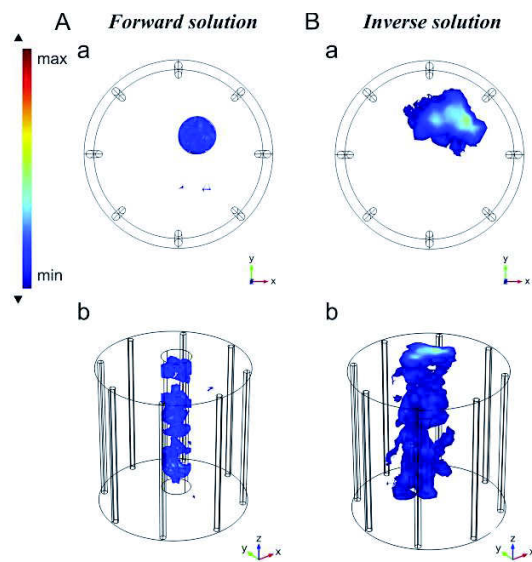 A Forward solution
B Inverse solution
max
min
a
y
x
a
y
x
b
z
y
x
b
z
y
x